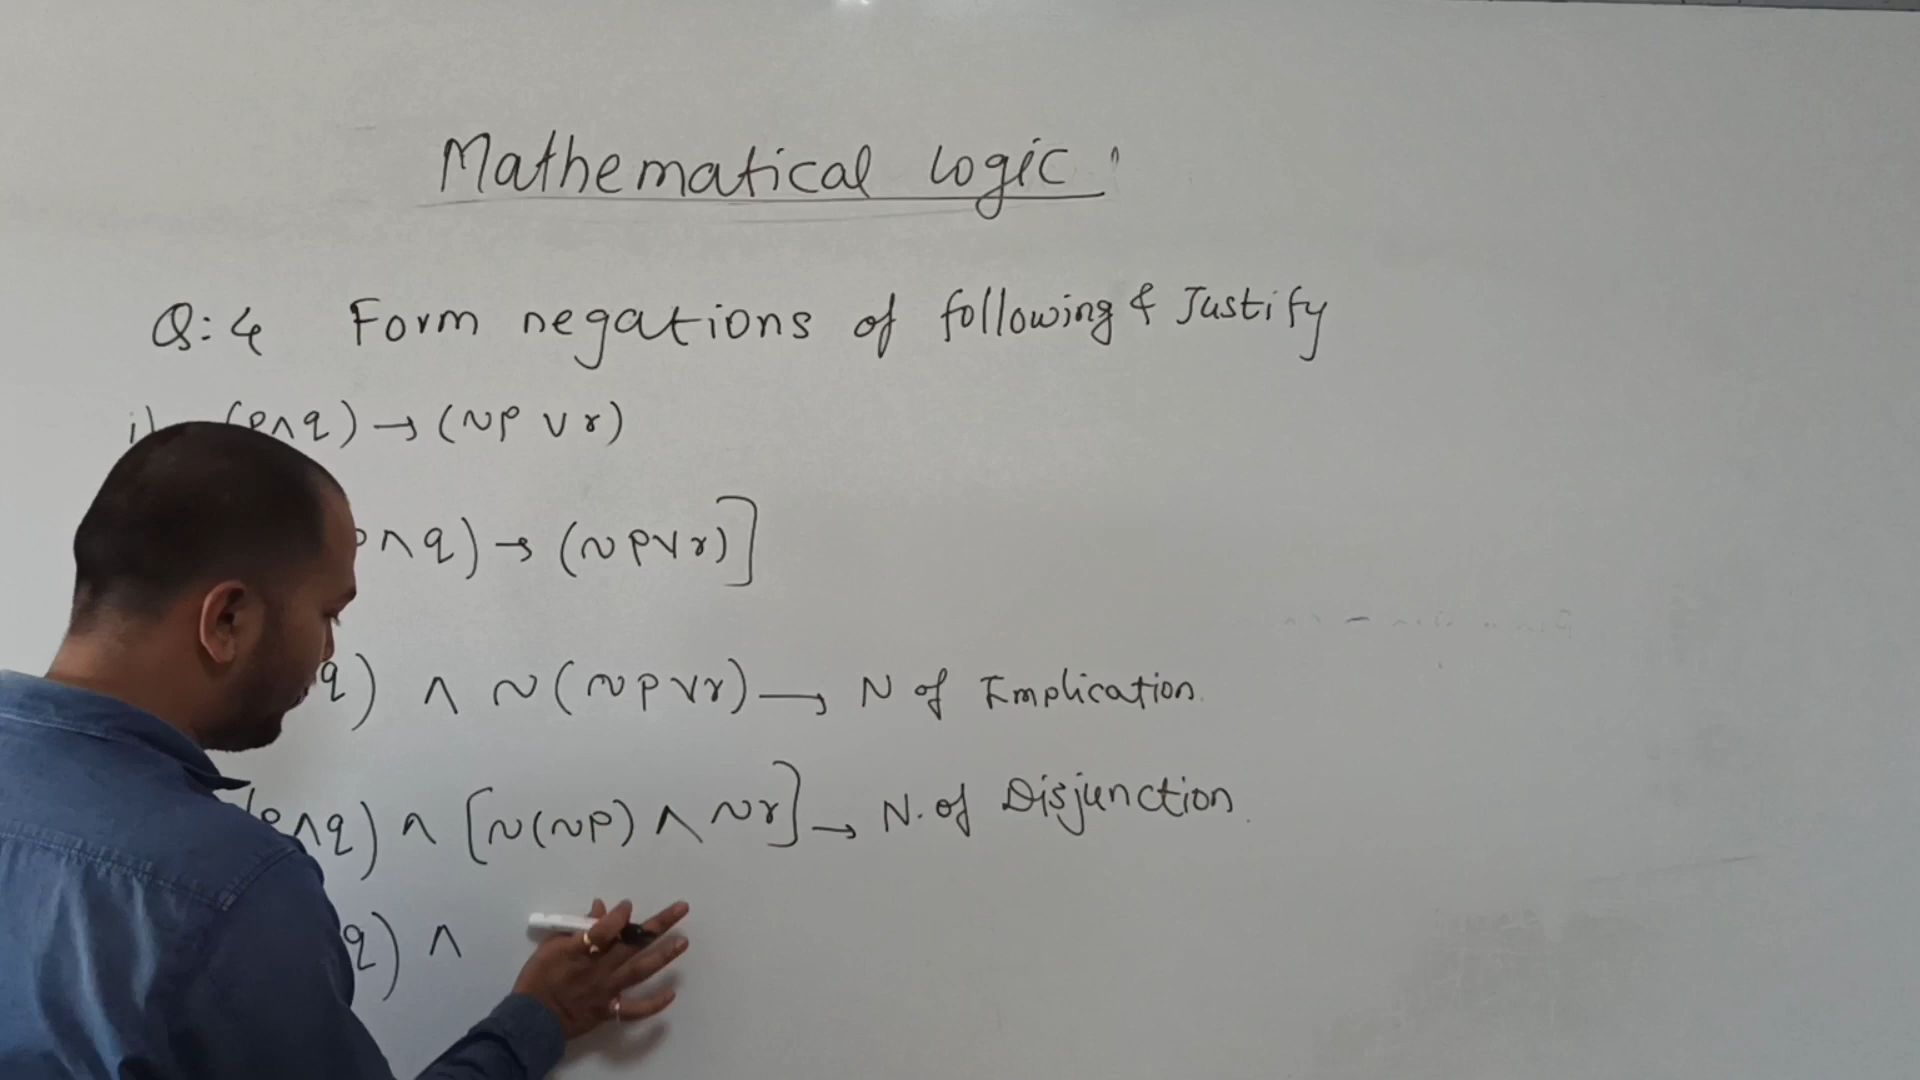 Mathematical Logic
Q:4 Form negations of following & Justify
i) (p∧q) → (~p ∨ r)
p∧q) → (~p∨r)]
q) ∧ ~(~p∨r) → N of Implication.
(p∧q) ∧ [~(~p) ∧ ~r] → N. of Disjunction.
q) ∧